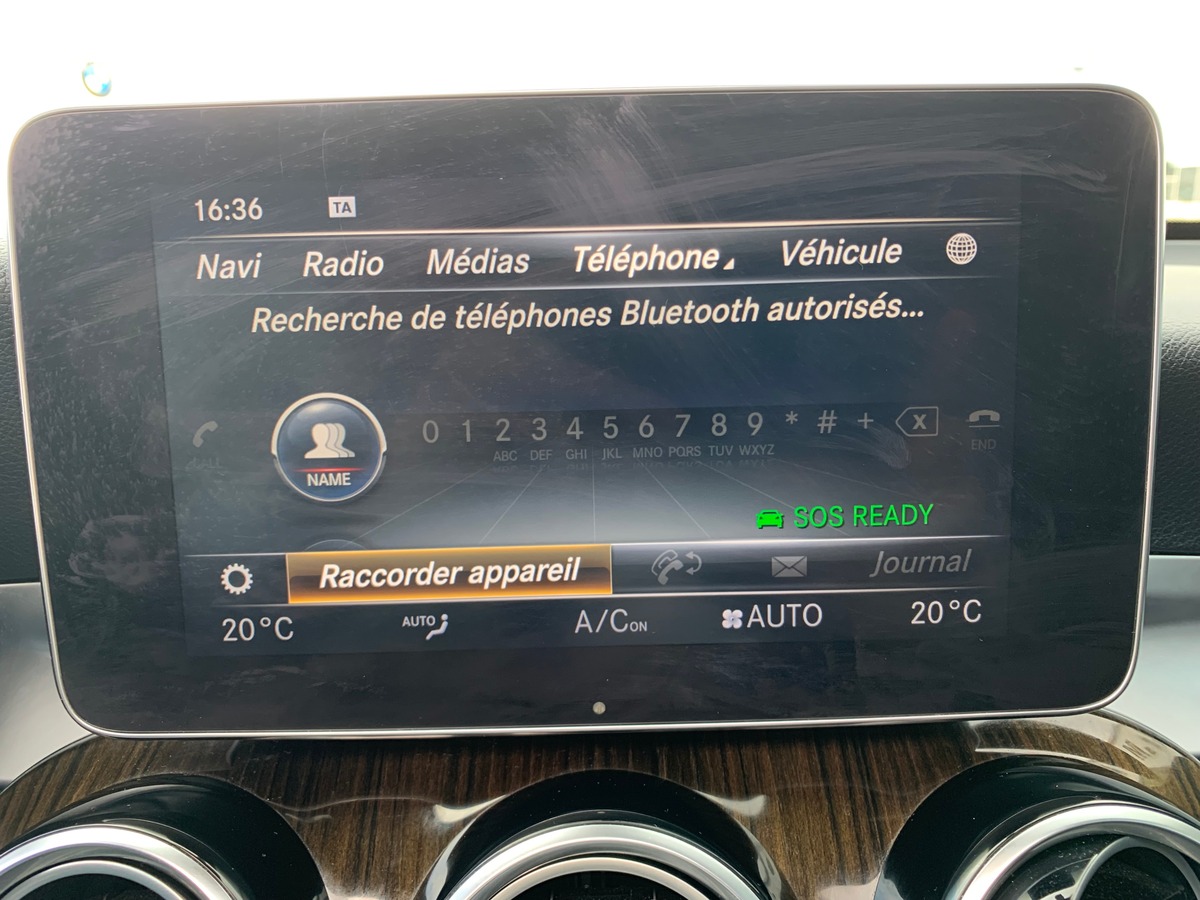 16:36 TA
Navi Radio Médias Téléphone Véhicule
Recherche de téléphones Bluetooth autorisés...
NAME 0 1 2 3 4 5 6 7 8 9 * # + X
ABC DEF GHI JKL MNO PQRS TUV WXYZ END
SOS READY
Raccorder appareil Journal
20°C AUTO A/C ON AUTO 20°C